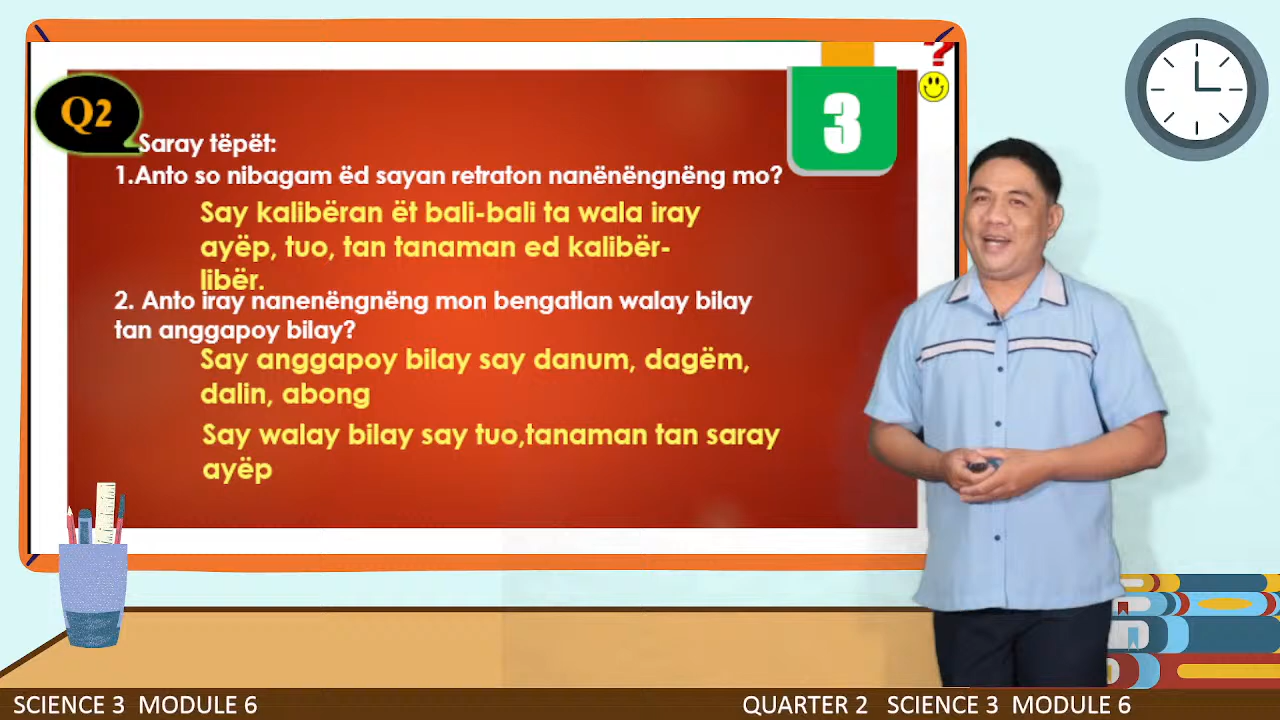 Q2
3
?
Saray tëpët:
1.Anto so nibagam ëd sayan retraton nanënëngnëng mo?
Say kalibëran ët bali-bali ta wala iray
ayëp, tuo, tan tanaman ed kalibër-
libër.
2. Anto iray nanenëngnëng mon bengatlan walay bilay
tan anggapoy bilay?
Say anggapoy bilay say danum, dagëm,
dalin, abong
Say walay bilay say tuo,tanaman tan saray
ayëp
SCIENCE 3 MODULE 6
QUARTER 2 SCIENCE 3 MODULE 6